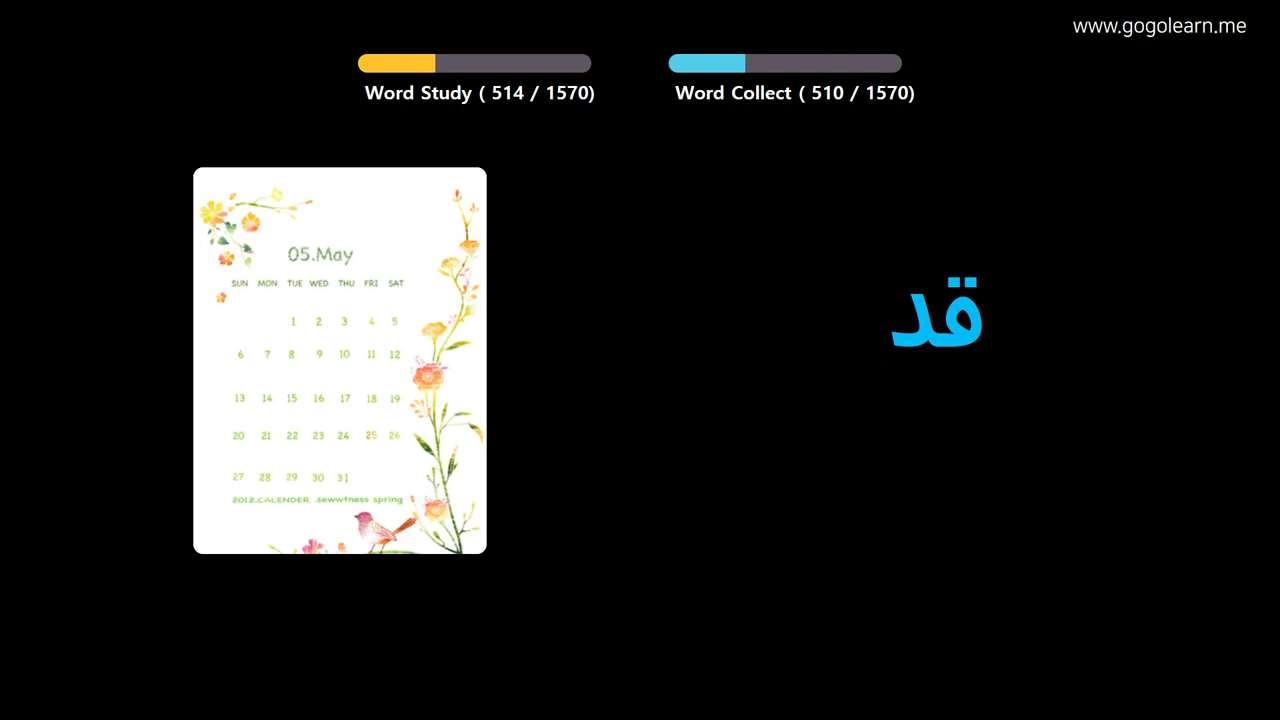 www.gogolearn.me
Word Study ( 514 / 1570)
Word Collect ( 510 / 1570)
05.May
SUN MON TUE WED THU FRI SAT
1 2 3 4 5
6 7 8 9 10 11 12
13 14 15 16 17 18 19
20 21 22 23 24 25 26
27 28 29 30 31
2012.CALENDER .sewwtness spring
قد